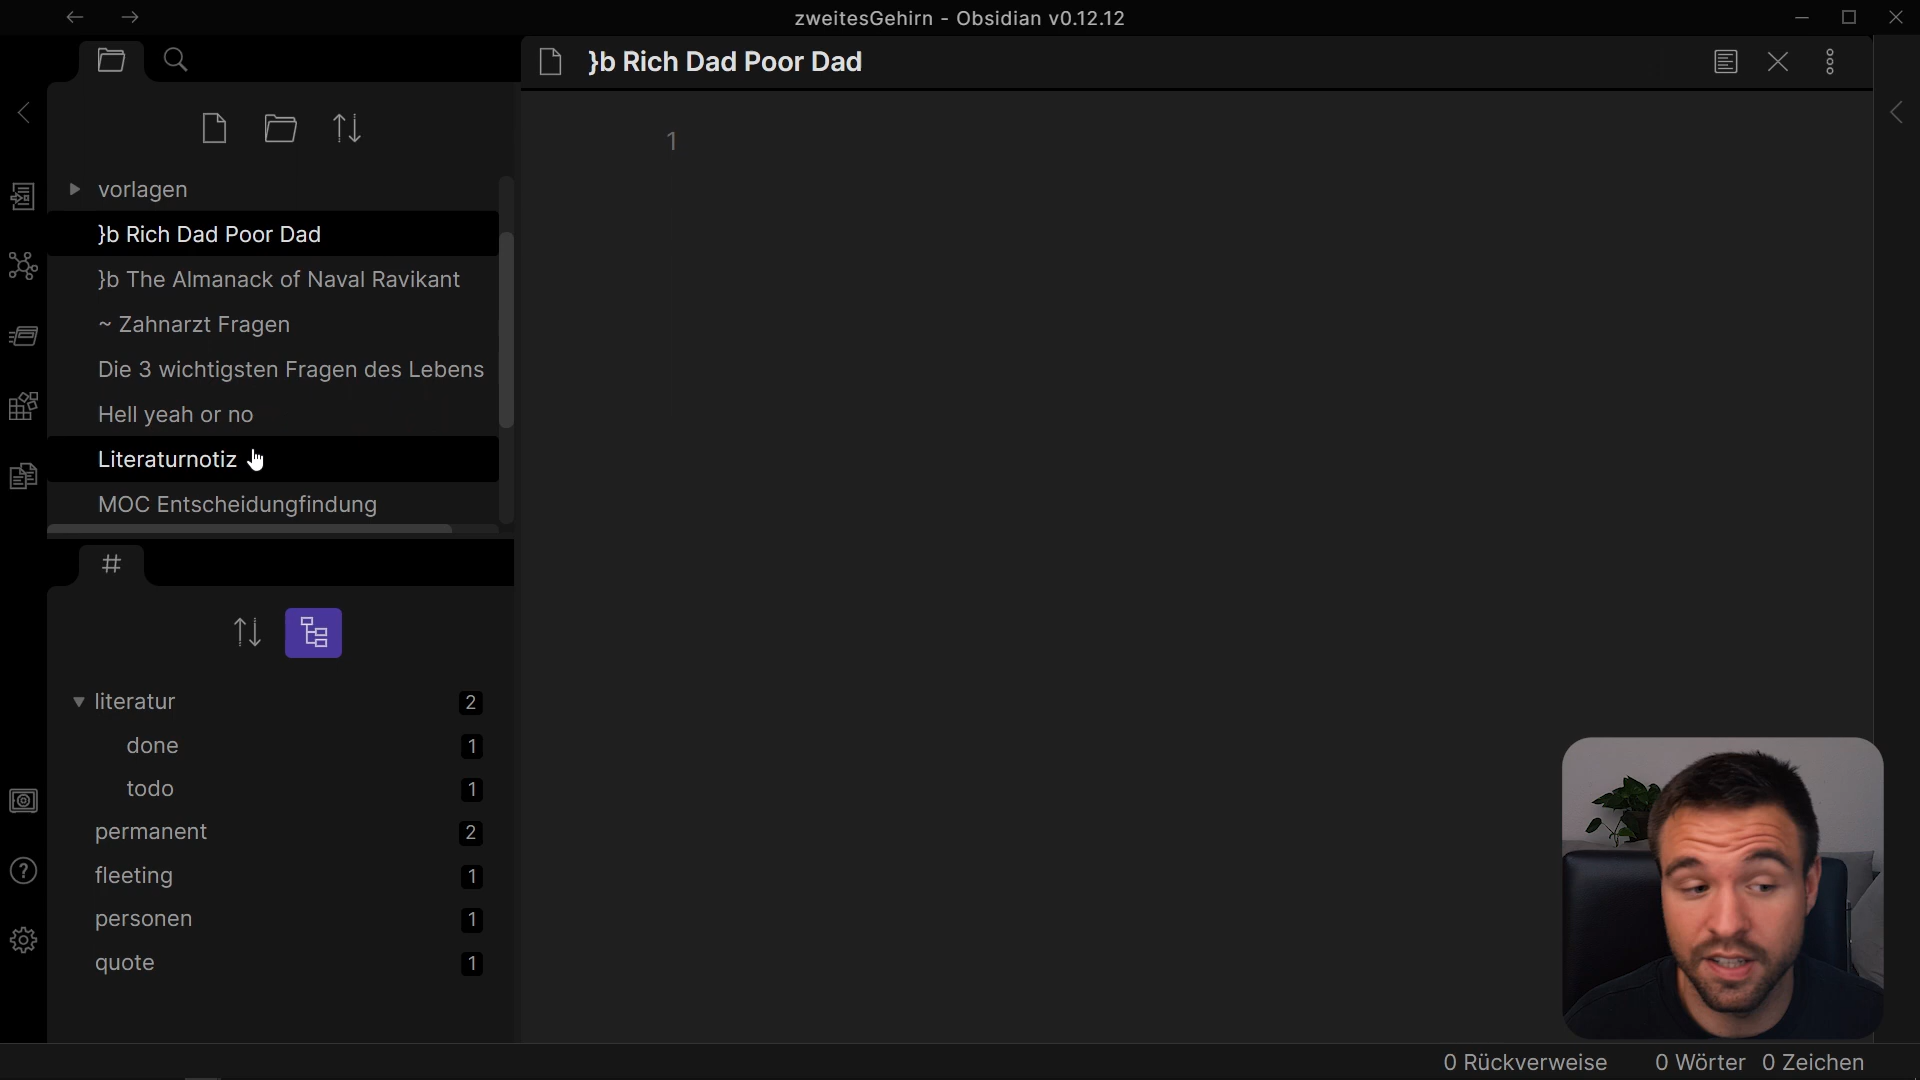 zweitesGehirn - Obsidian v0.12.12
}b Rich Dad Poor Dad
1
vorlagen
}b Rich Dad Poor Dad
}b The Almanack of Naval Ravikant
~ Zahnarzt Fragen
Die 3 wichtigsten Fragen des Lebens
Hell yeah or no
Literaturnotiz
MOC Entscheidungfindung
#
literatur 2
done 1
todo 1
permanent 2
fleeting 1
personen 1
quote 1
0 Rückverweise 0 Wörter 0 Zeichen